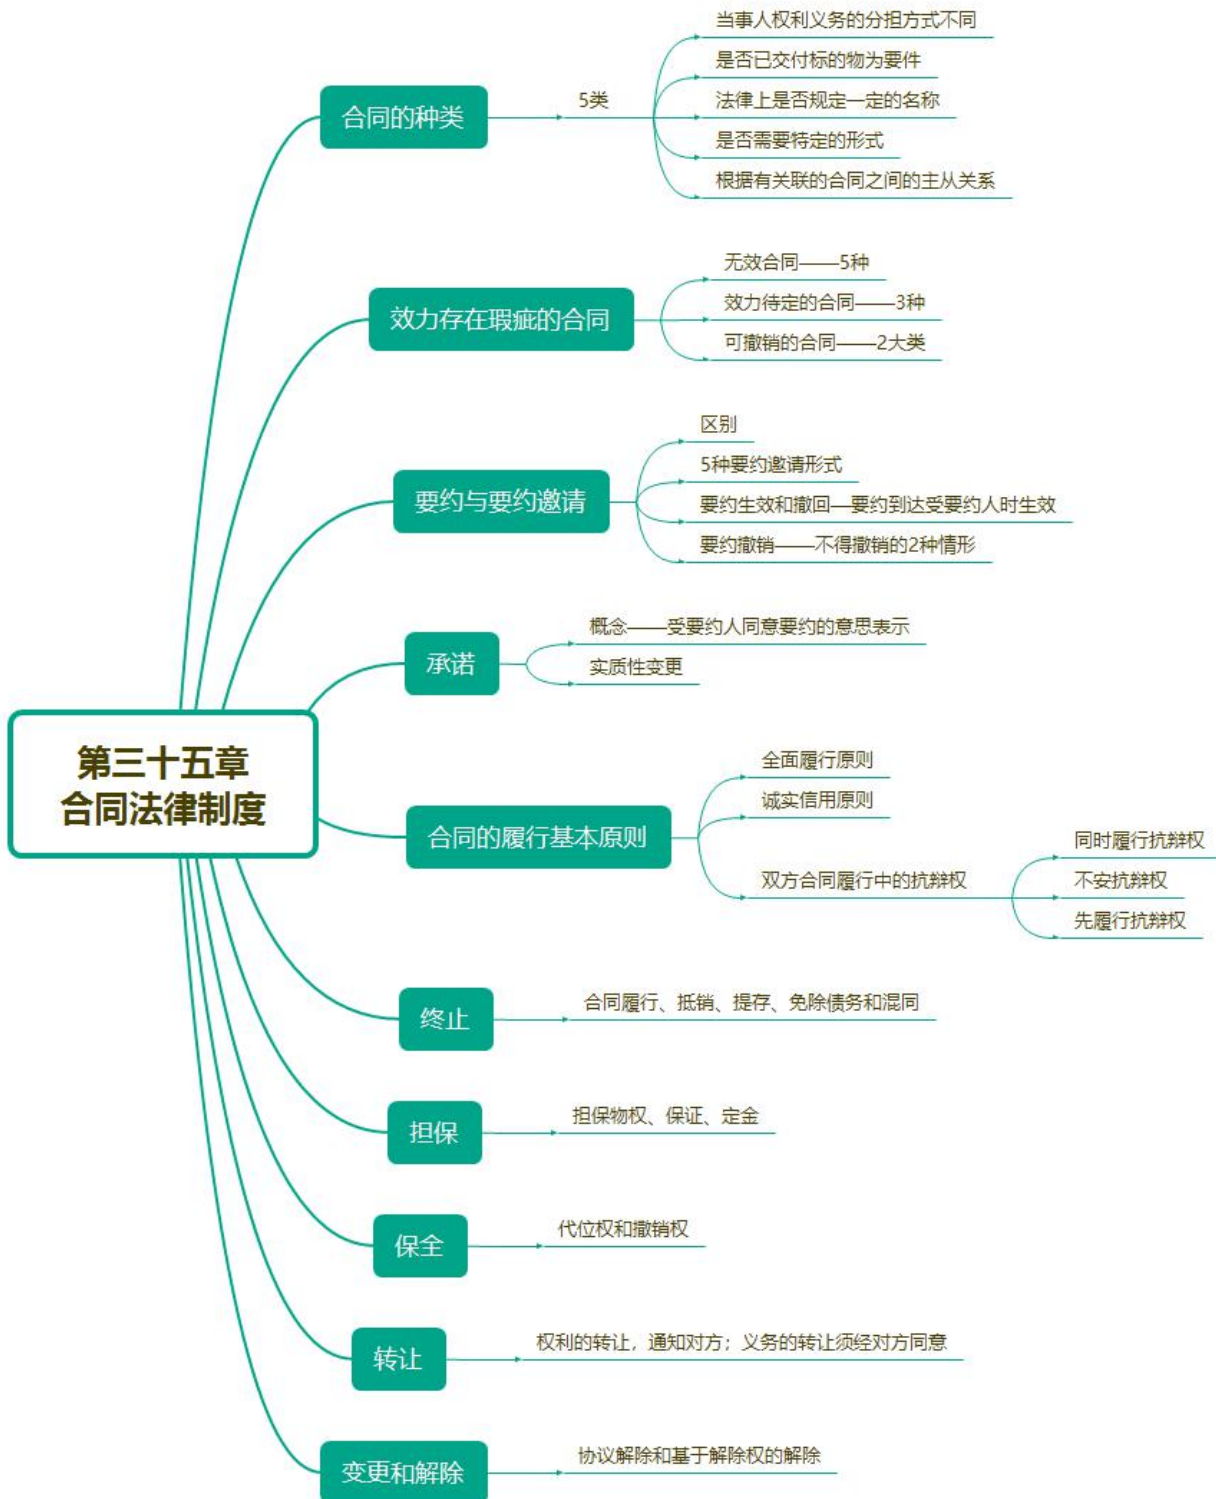 第三十五章
合同法律制度
合同的种类
5类
当事人权利义务的分担方式不同
是否已交付标的物为要件
法律上是否规定一定的名称
是否需要特定的形式
根据有关联的合同之间的主从关系
效力存在瑕疵的合同
无效合同——5种
效力待定的合同——3种
可撤销的合同——2大类
要约与要约邀请
区别
5种要约邀请形式
要约生效和撤回—要约到达受要约人时生效
要约撤销——不得撤销的2种情形
承诺
概念——受要约人同意要约的意思表示
实质性变更
合同的履行基本原则
全面履行原则
诚实信用原则
双方合同履行中的抗辩权
同时履行抗辩权
不安抗辩权
先履行抗辩权
终止
合同履行、抵销、提存、免除债务和混同
担保
担保物权、保证、定金
保全
代位权和撤销权
转让
权利的转让，通知对方；义务的转让须经对方同意
变更和解除
协议解除和基于解除权的解除